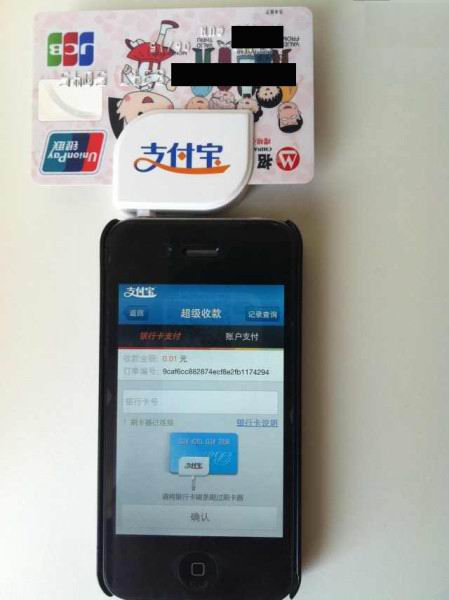 JCB
UnionPay
银联
招
支付宝
支付宝
返回
超级收款
记录查询
银行卡支付
账户支付
收款金额: 0.01 元
订单编号: 9caf6cc882874ecf8e2fb1174294
银行卡号
! 刷卡器已连接
银行卡说明
支付宝
请将银行卡磁条划过刷卡器
确认